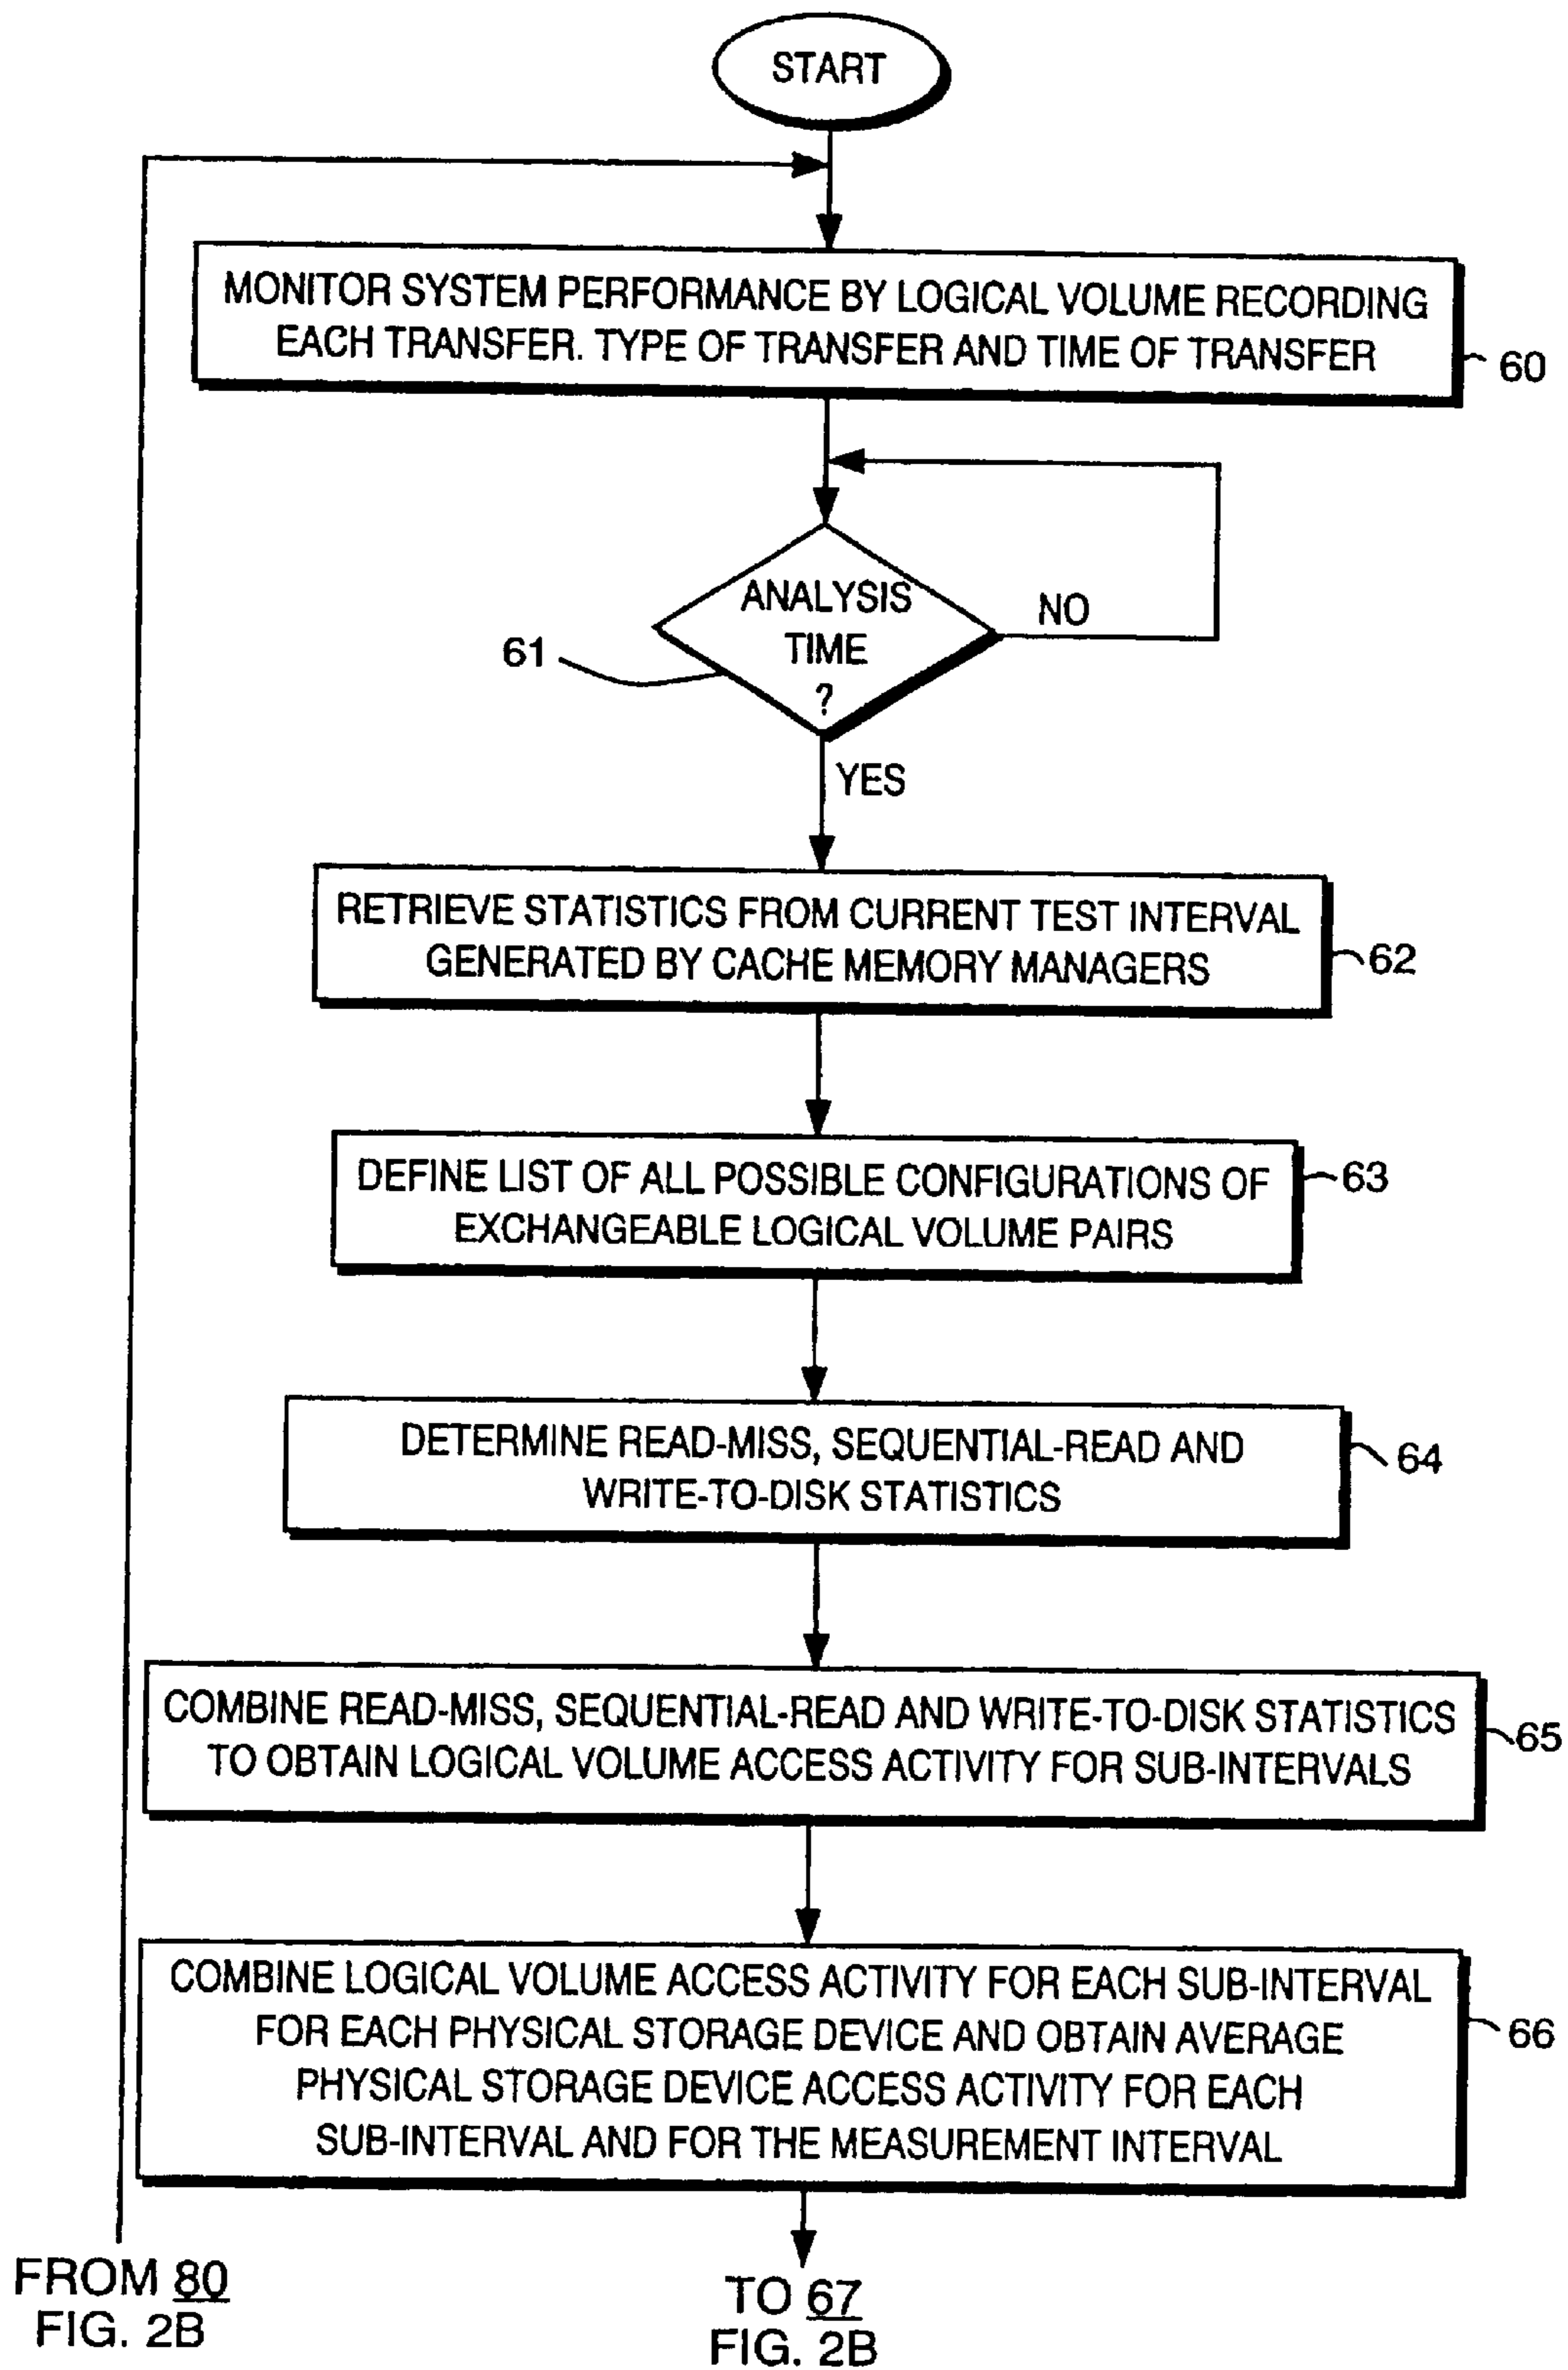 START
MONITOR SYSTEM PERFORMANCE BY LOGICAL VOLUME RECORDING
EACH TRANSFER. TYPE OF TRANSFER AND TIME OF TRANSFER
60
ANALYSIS
TIME
?
NO
61
YES
RETRIEVE STATISTICS FROM CURRENT TEST INTERVAL
GENERATED BY CACHE MEMORY MANAGERS
62
DEFINE LIST OF ALL POSSIBLE CONFIGURATIONS OF
EXCHANGEABLE LOGICAL VOLUME PAIRS
63
DETERMINE READ-MISS, SEQUENTIAL-READ AND
WRITE-TO-DISK STATISTICS
64
COMBINE READ-MISS, SEQUENTIAL-READ AND WRITE-TO-DISK STATISTICS
TO OBTAIN LOGICAL VOLUME ACCESS ACTIVITY FOR SUB-INTERVALS
65
COMBINE LOGICAL VOLUME ACCESS ACTIVITY FOR EACH SUB-INTERVAL
FOR EACH PHYSICAL STORAGE DEVICE AND OBTAIN AVERAGE
PHYSICAL STORAGE DEVICE ACCESS ACTIVITY FOR EACH
SUB-INTERVAL AND FOR THE MEASUREMENT INTERVAL
66
FROM 80
FIG. 2B
TO 67
FIG. 2B